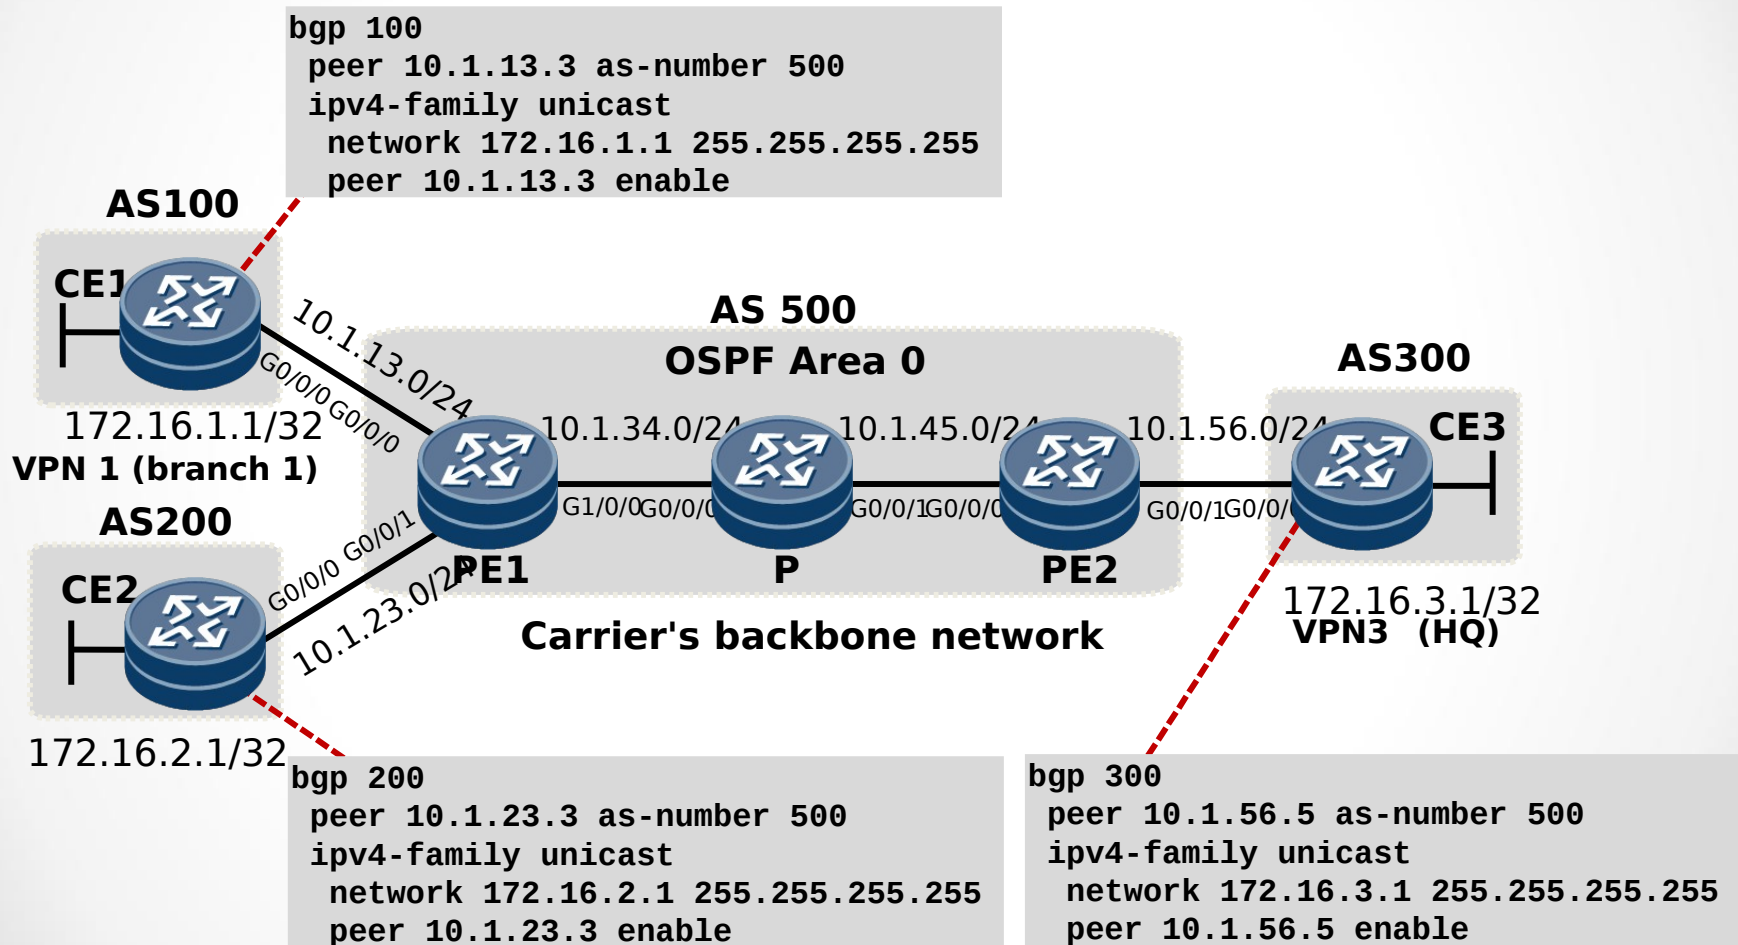 bgp 100
peer 10.1.13.3 as-number 500
ipv4-family unicast
network 172.16.1.1 255.255.255.255
peer 10.1.13.3 enable
AS100
CE1
10.1.13.0/24
G0/0/0
G0/0/0
172.16.1.1/32
VPN 1 (branch 1)
AS 500
OSPF Area 0
10.1.34.0/24
10.1.45.0/24
10.1.56.0/24
G1/0/0
G0/0/0
G0/0/1
G0/0/0
G0/0/1
G0/0/0
PE1
P
PE2
Carrier's backbone network
AS300
CE3
172.16.3.1/32
VPN3 (HQ)
AS200
CE2
G0/0/0
G0/0/1
10.1.23.0/24
172.16.2.1/32
bgp 200
peer 10.1.23.3 as-number 500
ipv4-family unicast
network 172.16.2.1 255.255.255.255
peer 10.1.23.3 enable
bgp 300
peer 10.1.56.5 as-number 500
ipv4-family unicast
network 172.16.3.1 255.255.255.255
peer 10.1.56.5 enable